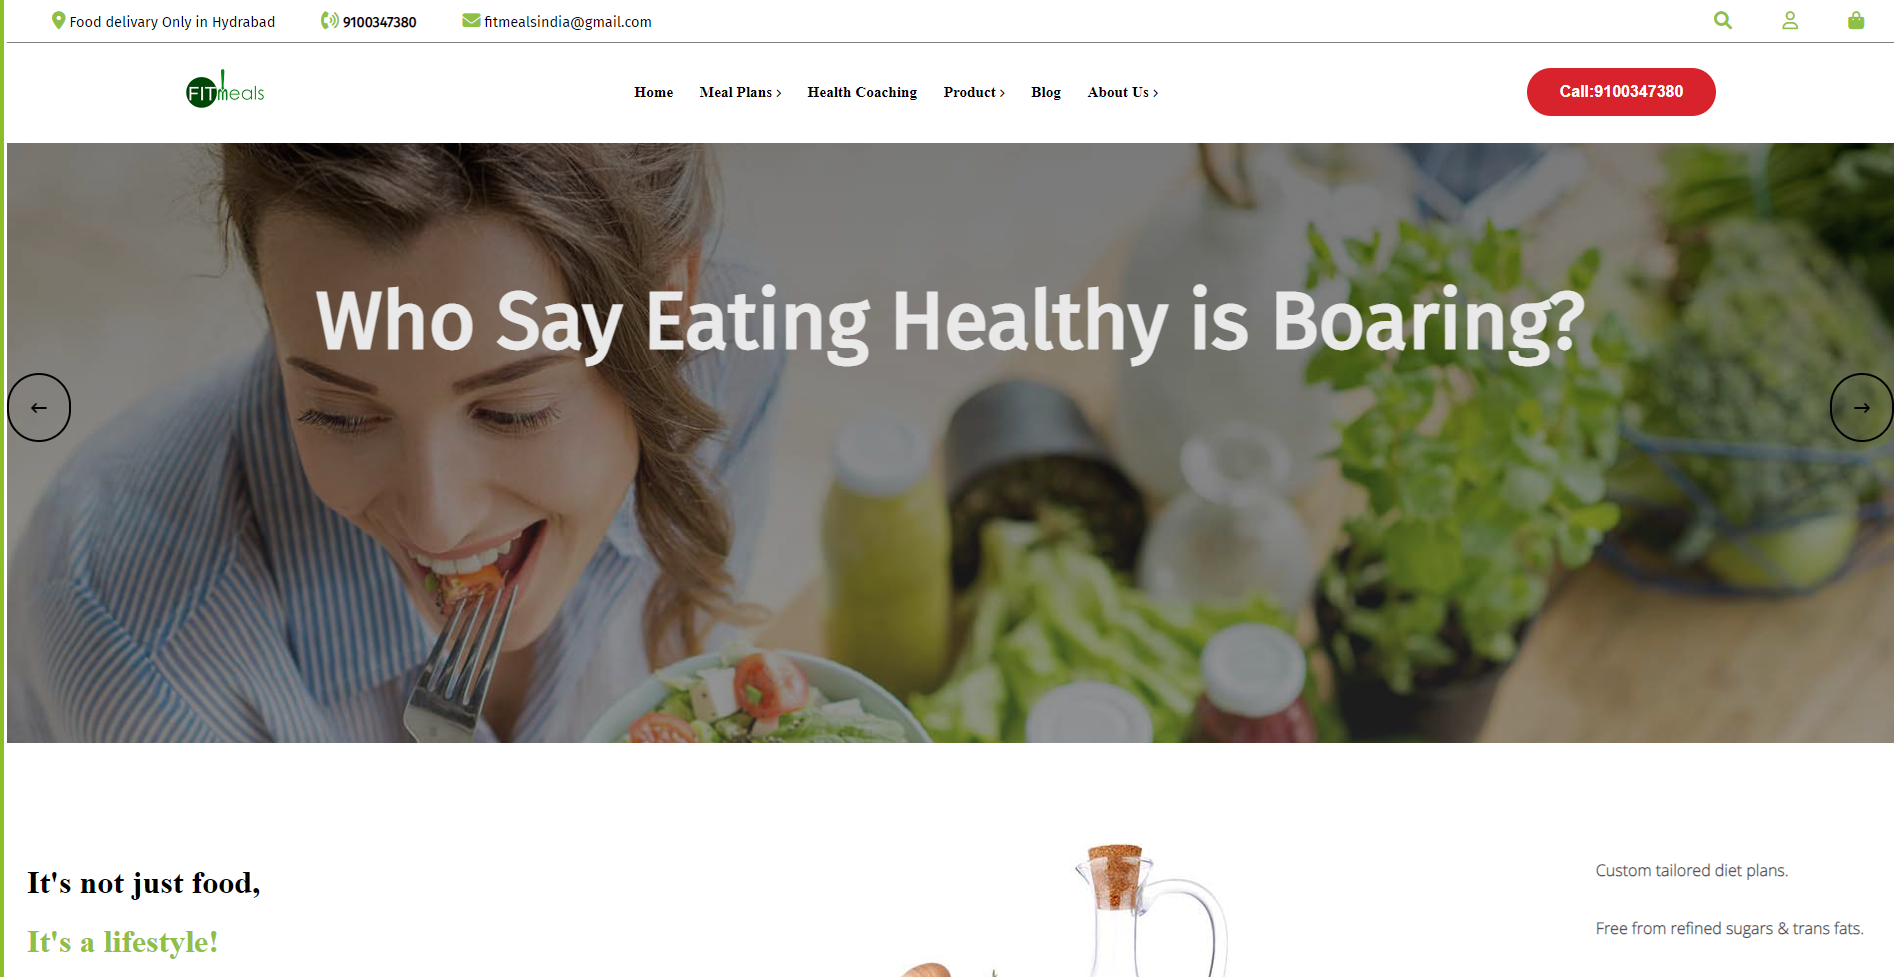 Food delivary Only in Hydrabad
9100347380
fitmealsindia@gmail.com
FITmeals
Home
Meal Plans
Health Coaching
Product
Blog
About Us
Call:9100347380
Who Say Eating Healthy is Boaring?
It's not just food,
It's a lifestyle!
Custom tailored diet plans.
Free from refined sugars & trans fats.